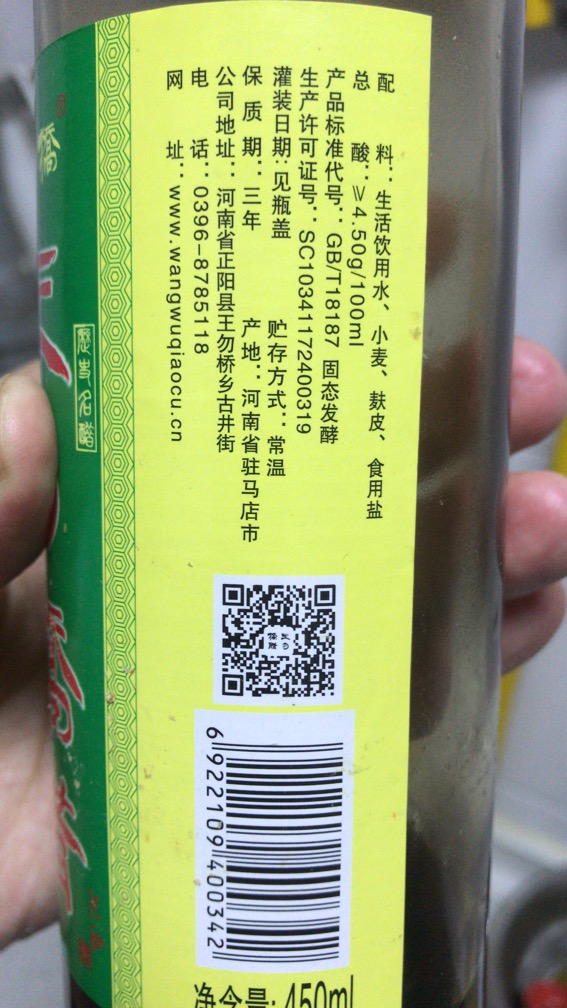 配 料：生活饮用水、小麦、麸皮、食用盐
总 酸：≥4.50g/100ml
产品标准代号：GB/T18187 固态发酵
生产许可证号：SC10341172400319
灌装日期：见瓶盖 贮存方式：常温
保质期：三年 产地：河南省驻马店市
公司地址：河南省正阳县王勿桥乡古井街
电 话：0396-8785118
网 址：www.wangwuqiaocu.cn
歷史名醋
6 922109 400342
净含量: 450ml